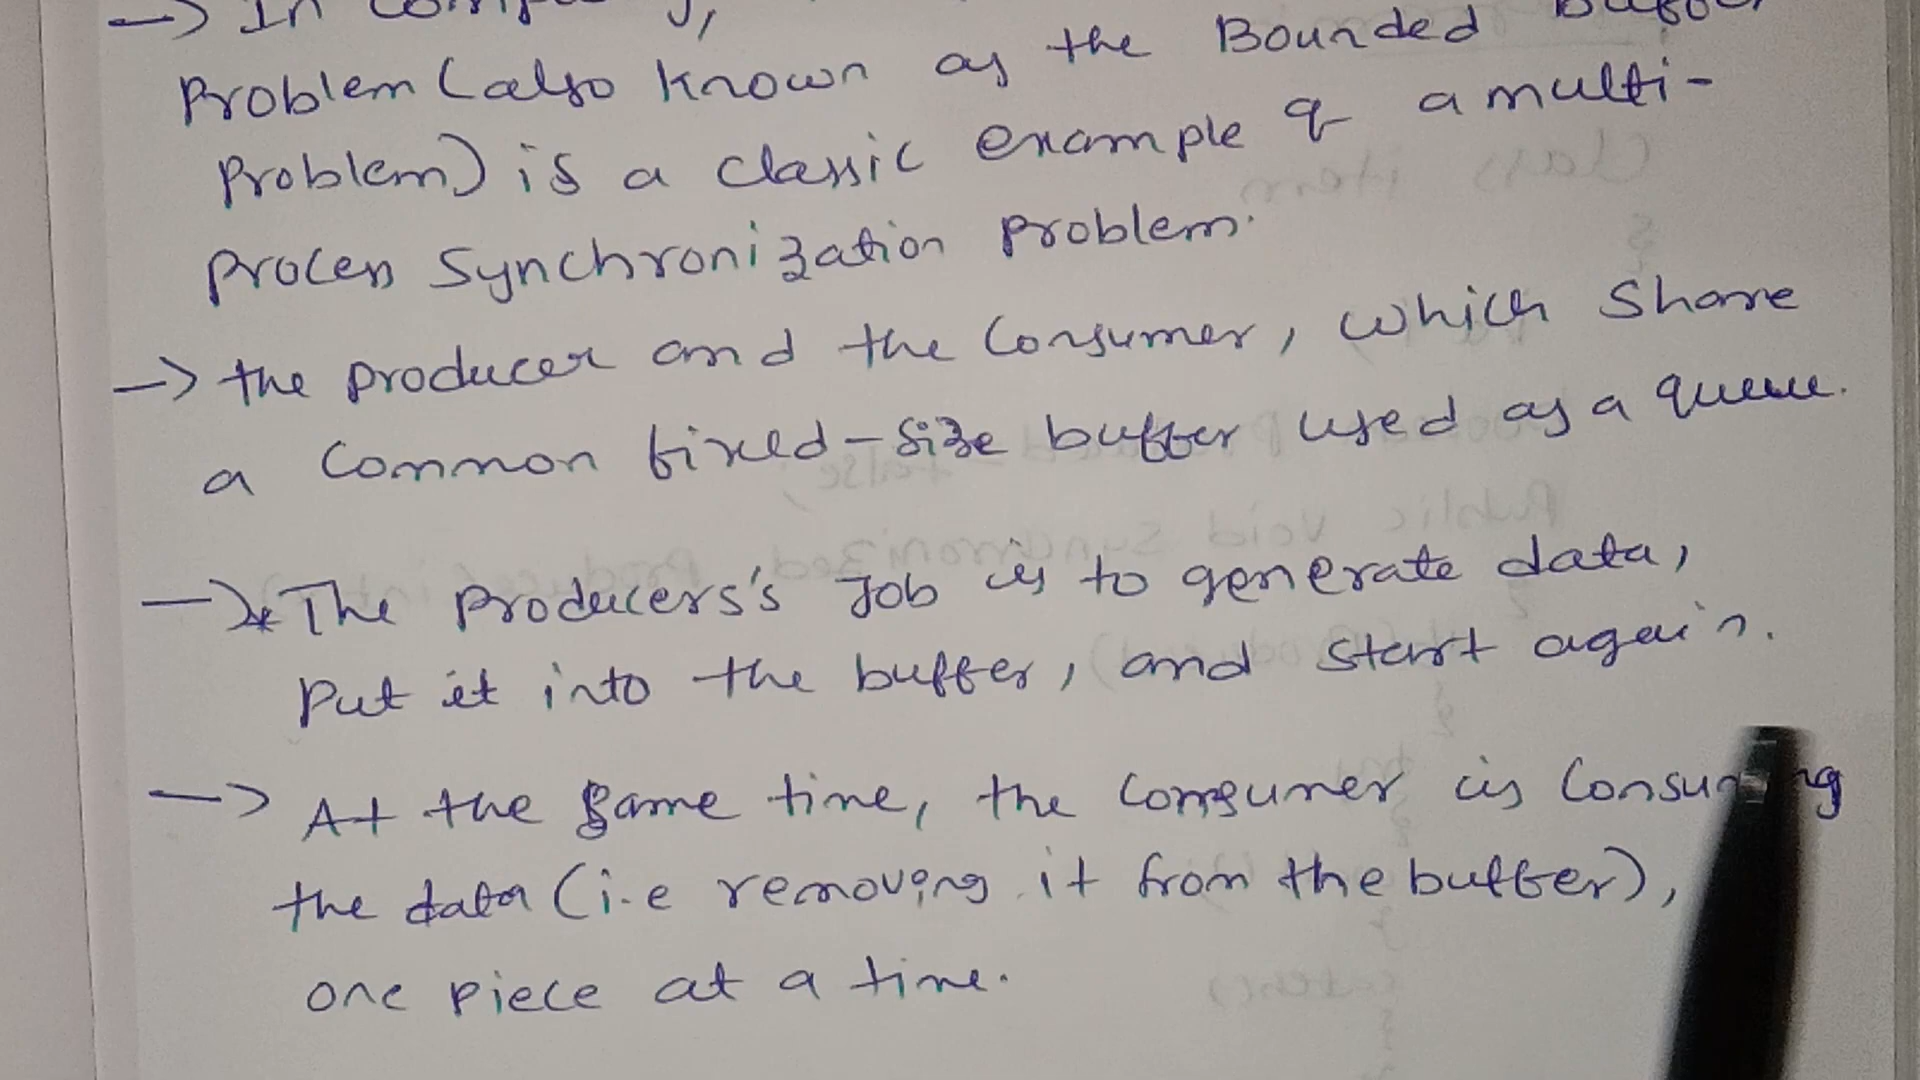 → In
Problem (also known as the Bounded Buffer
Problem) is a classic example of a multi-
process synchronization problem.
→ the producer and the Consumer, which share
a common fixed-size buffer used as a queue.
→ * The producers's Job is to generate data,
put it into the buffer, and start again.
→ At the same time, the consumer is Consuming
the data (i.e removing it from the buffer),
one piece at a time.